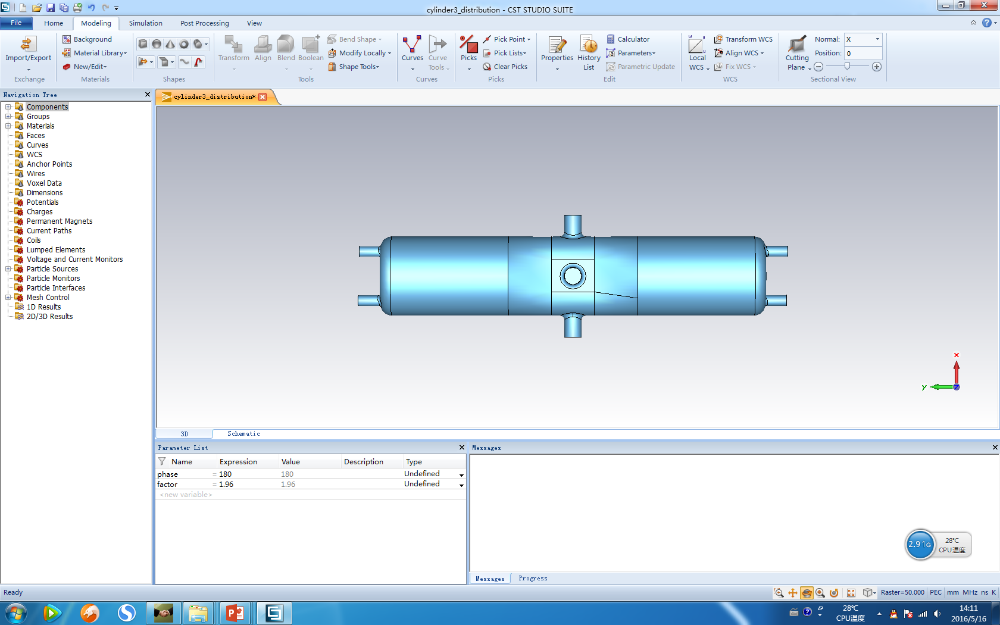 cylinder3_distribution - CST STUDIO SUITE
File Home Modeling Simulation Post Processing View
Import/Export
Exchange
Background
Material Library
New/Edit
Materials
Shapes
Transform Align Blend Boolean
Bend Shape
Modify Locally
Shape Tools
Tools
Curves Curve Tools
Curves
Picks
Pick Point
Pick Lists
Clear Picks
Picks
Properties History List
Calculator
Parameters
Parametric Update
Edit
Local WCS
Transform WCS
Align WCS
Fix WCS
WCS
Cutting Plane
Normal: X
Position: 0
Sectional View
Navigation Tree
Components
Groups
Materials
Faces
Curves
WCS
Anchor Points
Wires
Voxel Data
Dimensions
Potentials
Charges
Permanent Magnets
Current Paths
Coils
Lumped Elements
Voltage and Current Monitors
Particle Sources
Particle Monitors
Particle Interfaces
Mesh Control
1D Results
2D/3D Results
cylinder3_distribution*
x
y
z
3D Schematic
Parameter List
Name Expression Value Description Type
phase = 180 180 Undefined
factor = 1.96 1.96 Undefined
<new variable>
Messages
2.91G
28℃
CPU温度
Messages Progress
Ready
Raster=50.000 PEC mm MHz ns K
28℃
CPU温度
14:11
2016/5/16